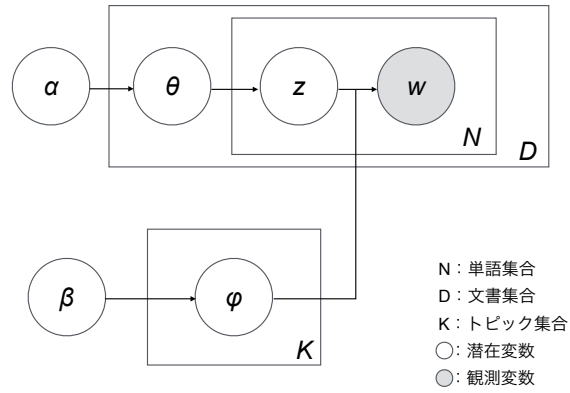 α θ z w
N
D
β φ
K
N：単語集合
D：文書集合
K：トピック集合
○：潜在変数
：観測変数